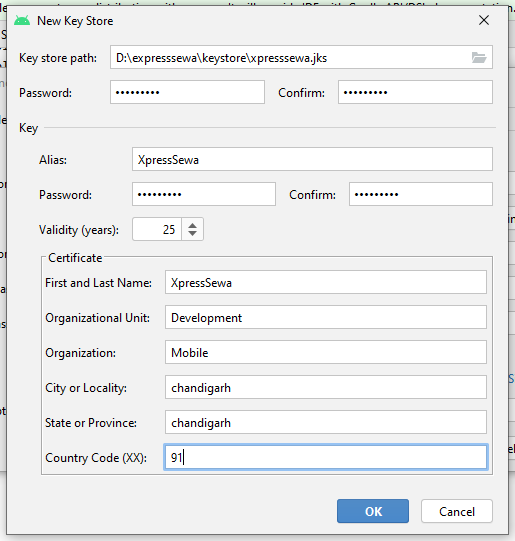 New Key Store
Key store path: D:\expresssewa\keystore\xpresssewa.jks
Password: ••••••••• Confirm: •••••••••
Key
Alias: XpressSewa
Password: ••••••••• Confirm: •••••••••
Validity (years): 25
Certificate
First and Last Name: XpressSewa
Organizational Unit: Development
Organization: Mobile
City or Locality: chandigarh
State or Province: chandigarh
Country Code (XX): 91
OK Cancel